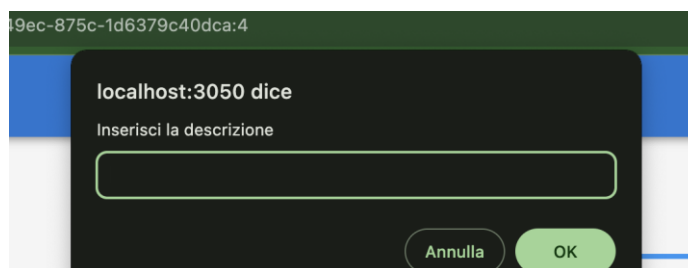 49ec-875c-1d6379c40dca:4
localhost:3050 dice
Inserisci la descrizione
Annulla
OK